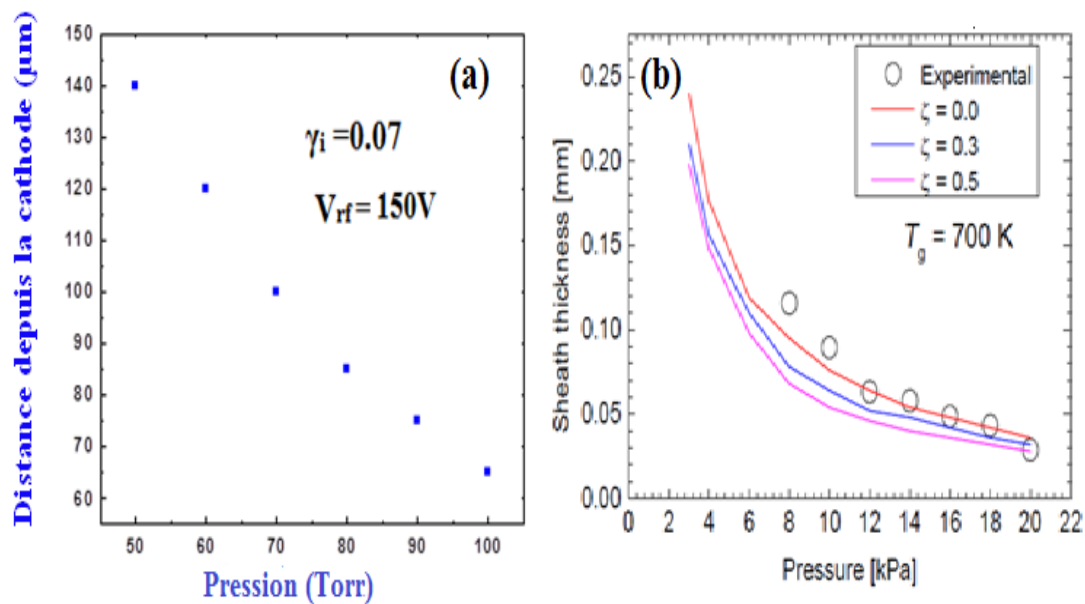 (a)
γi =0.07
Vrf = 150V
Distance depuis la cathode (µm)
150
140
130
120
110
100
90
80
70
60
50
60
70
80
90
100
Pression (Torr)
(b)
Experimental
ζ = 0.0
ζ = 0.3
ζ = 0.5
Tg = 700 K
Sheath thickness [mm]
0.25
0.20
0.15
0.10
0.05
0.00
0 2 4 6 8 10 12 14 16 18 20 22
Pressure [kPa]